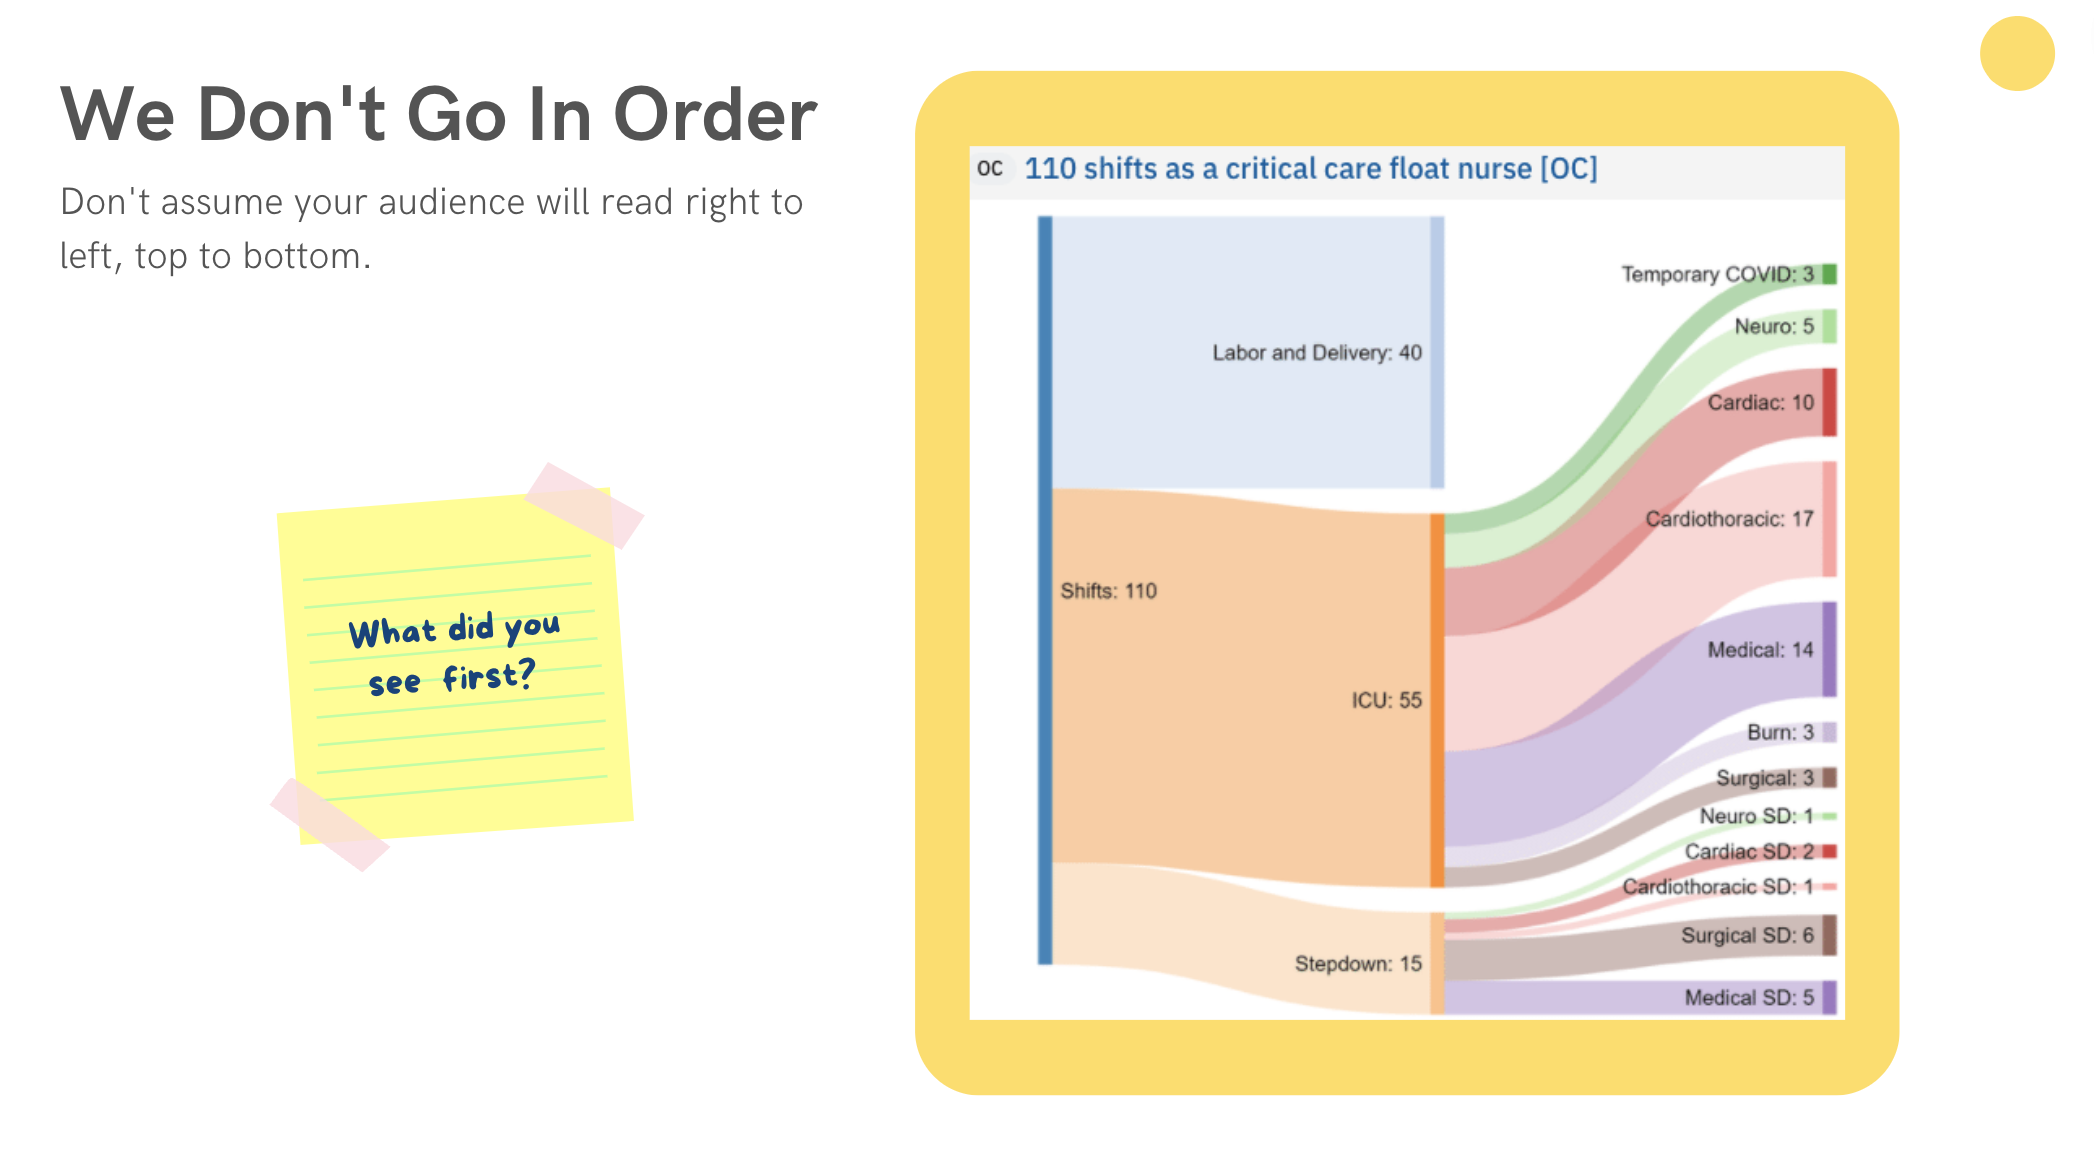 We Don't Go In Order
Don't assume your audience will read right to
left, top to bottom.
What did you
see first?
OC 110 shifts as a critical care float nurse [OC]
Labor and Delivery: 40
Shifts: 110
ICU: 55
Stepdown: 15
Temporary COVID: 3
Neuro: 5
Cardiac: 10
Cardiothoracic: 17
Medical: 14
Burn: 3
Surgical: 3
Neuro SD: 1
Cardiac SD: 2
Cardiothoracic SD: 1
Surgical SD: 6
Medical SD: 5